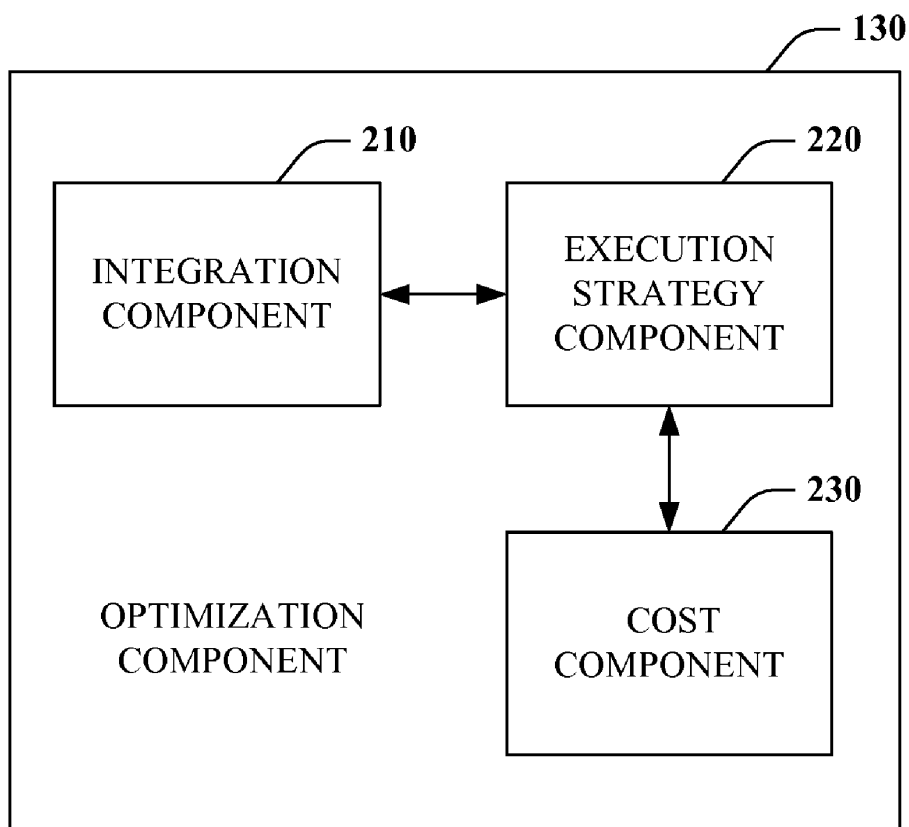 130
210
220
INTEGRATION
COMPONENT
EXECUTION
STRATEGY
COMPONENT
230
OPTIMIZATION
COMPONENT
COST
COMPONENT